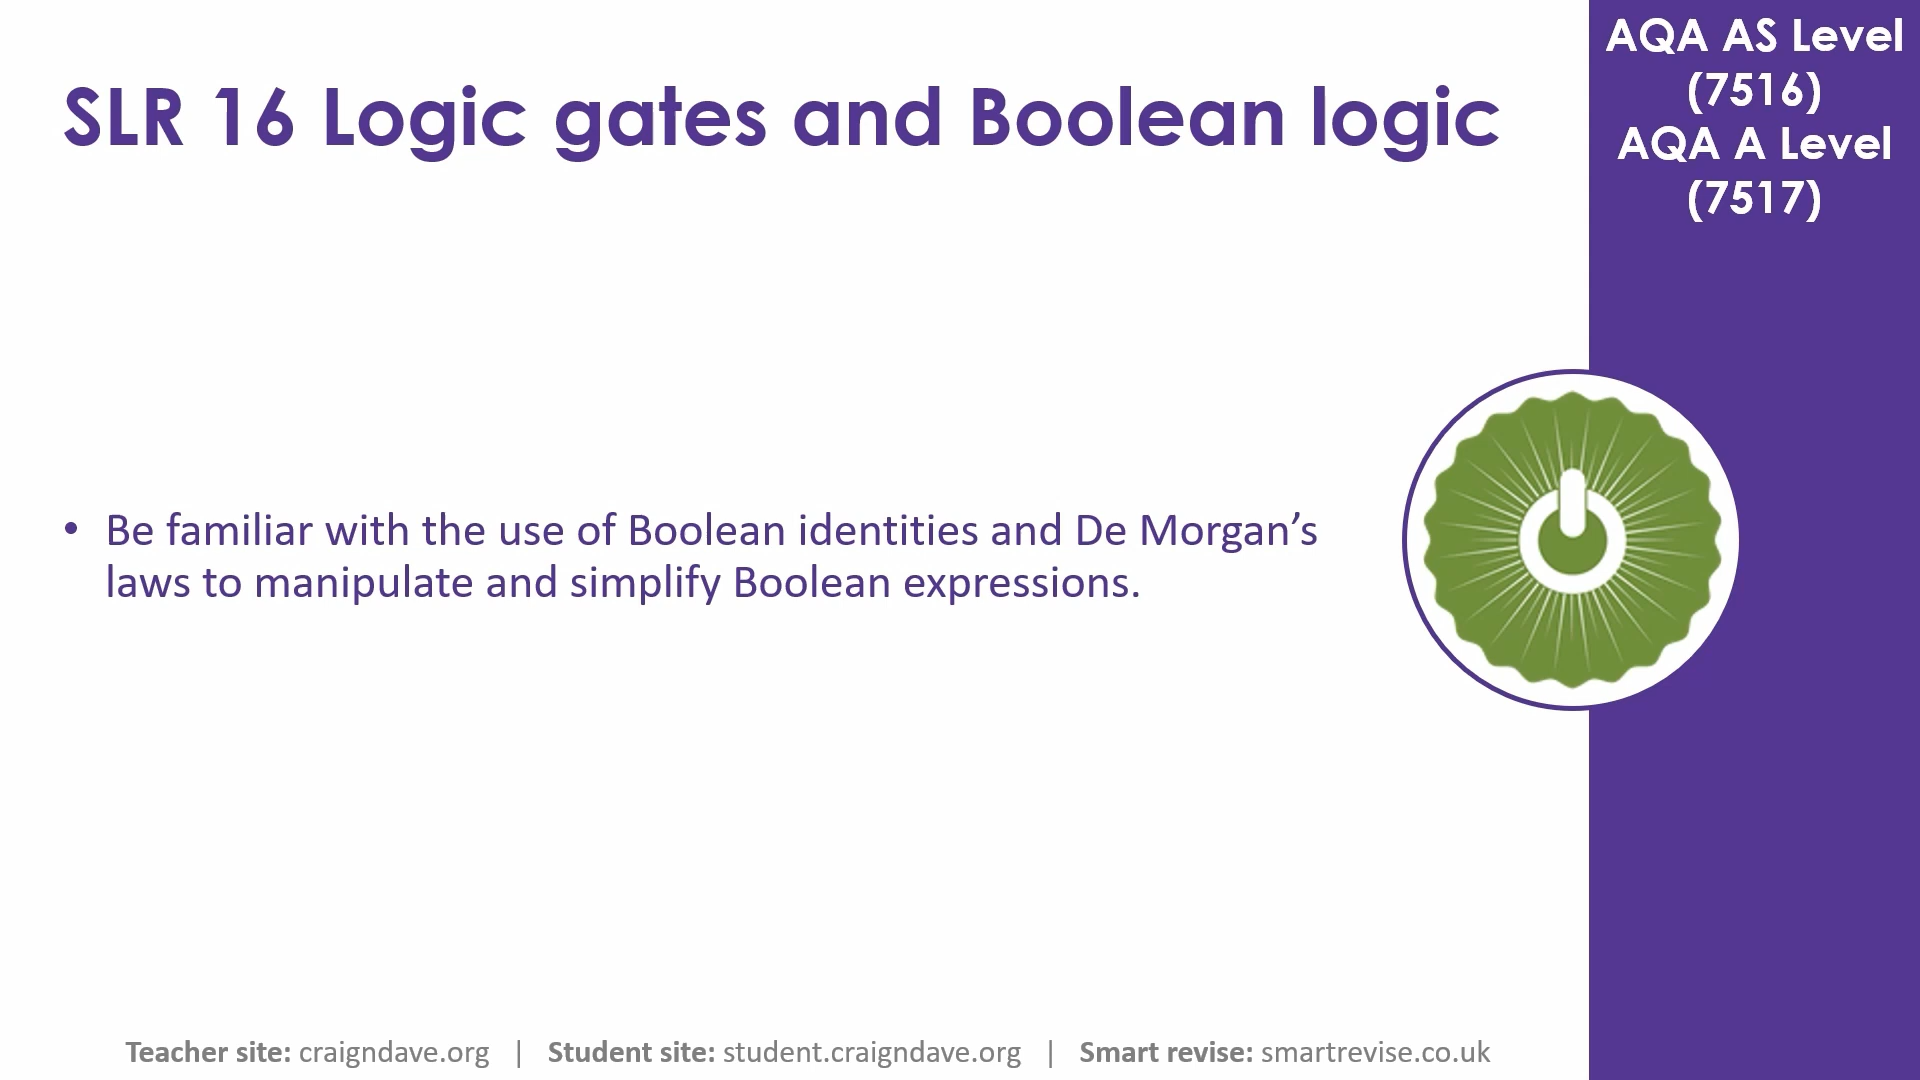 SLR 16 Logic gates and Boolean logic
AQA AS Level
(7516)
AQA A Level
(7517)
• Be familiar with the use of Boolean identities and De Morgan’s
laws to manipulate and simplify Boolean expressions.
Teacher site: craigndave.org | Student site: student.craigndave.org | Smart revise: smartrevise.co.uk